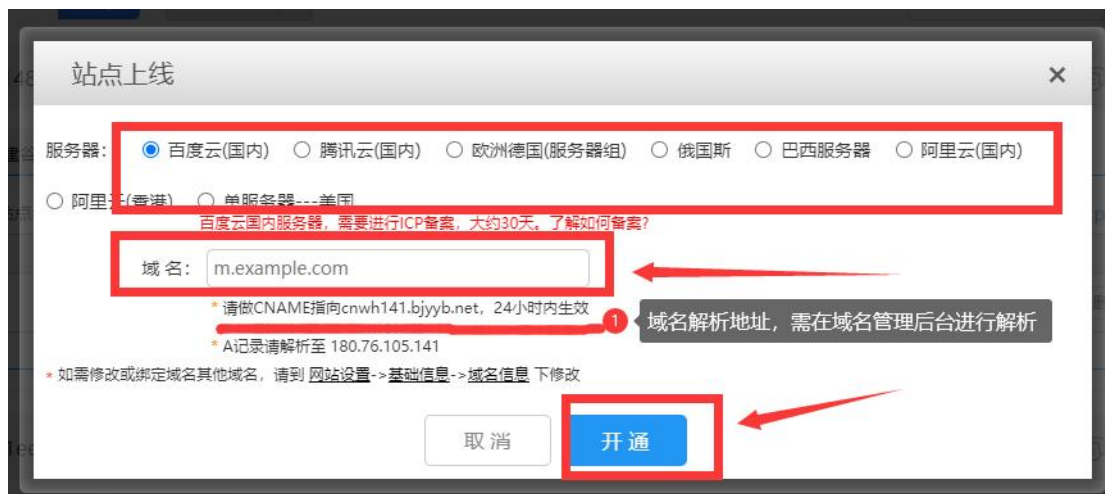 站点上线
×
服务器: 百度云(国内) 腾讯云(国内) 欧洲德国(服务器组) 俄国斯 巴西服务器 阿里云(国内)
阿里云(香港) 单服务器---美国
百度云国内服务器，需要进行ICP备案，大约30天。了解如何备案?
域 名: m.example.com
* 请做CNAME指向cnwh141.bjyyb.net，24小时内生效
1 域名解析地址，需在域名管理后台进行解析
* A记录请解析至 180.76.105.141
* 如需修改或绑定域名其他域名，请到 网站设置->基础信息->域名信息 下修改
取 消 开 通